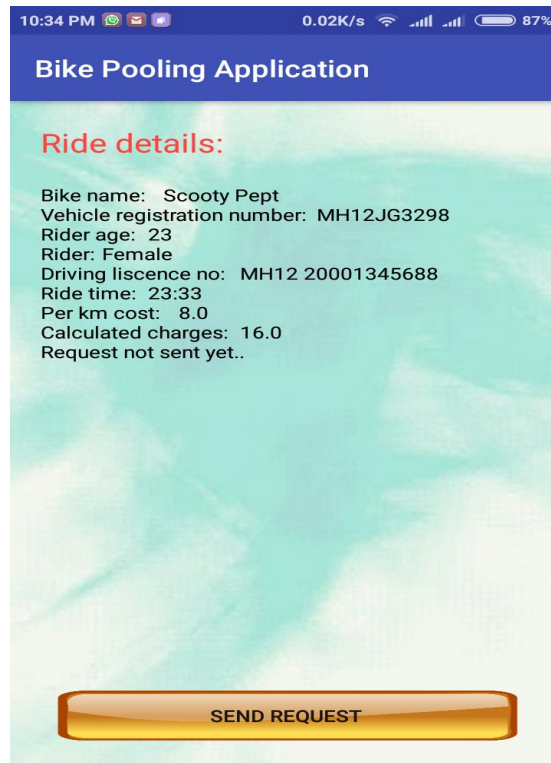 10:34 PM 0.02K/s 87%
Bike Pooling Application
Ride details:
Bike name: Scooty Pept
Vehicle registration number: MH12JG3298
Rider age: 23
Rider: Female
Driving liscence no: MH12 20001345688
Ride time: 23:33
Per km cost: 8.0
Calculated charges: 16.0
Request not sent yet..
SEND REQUEST